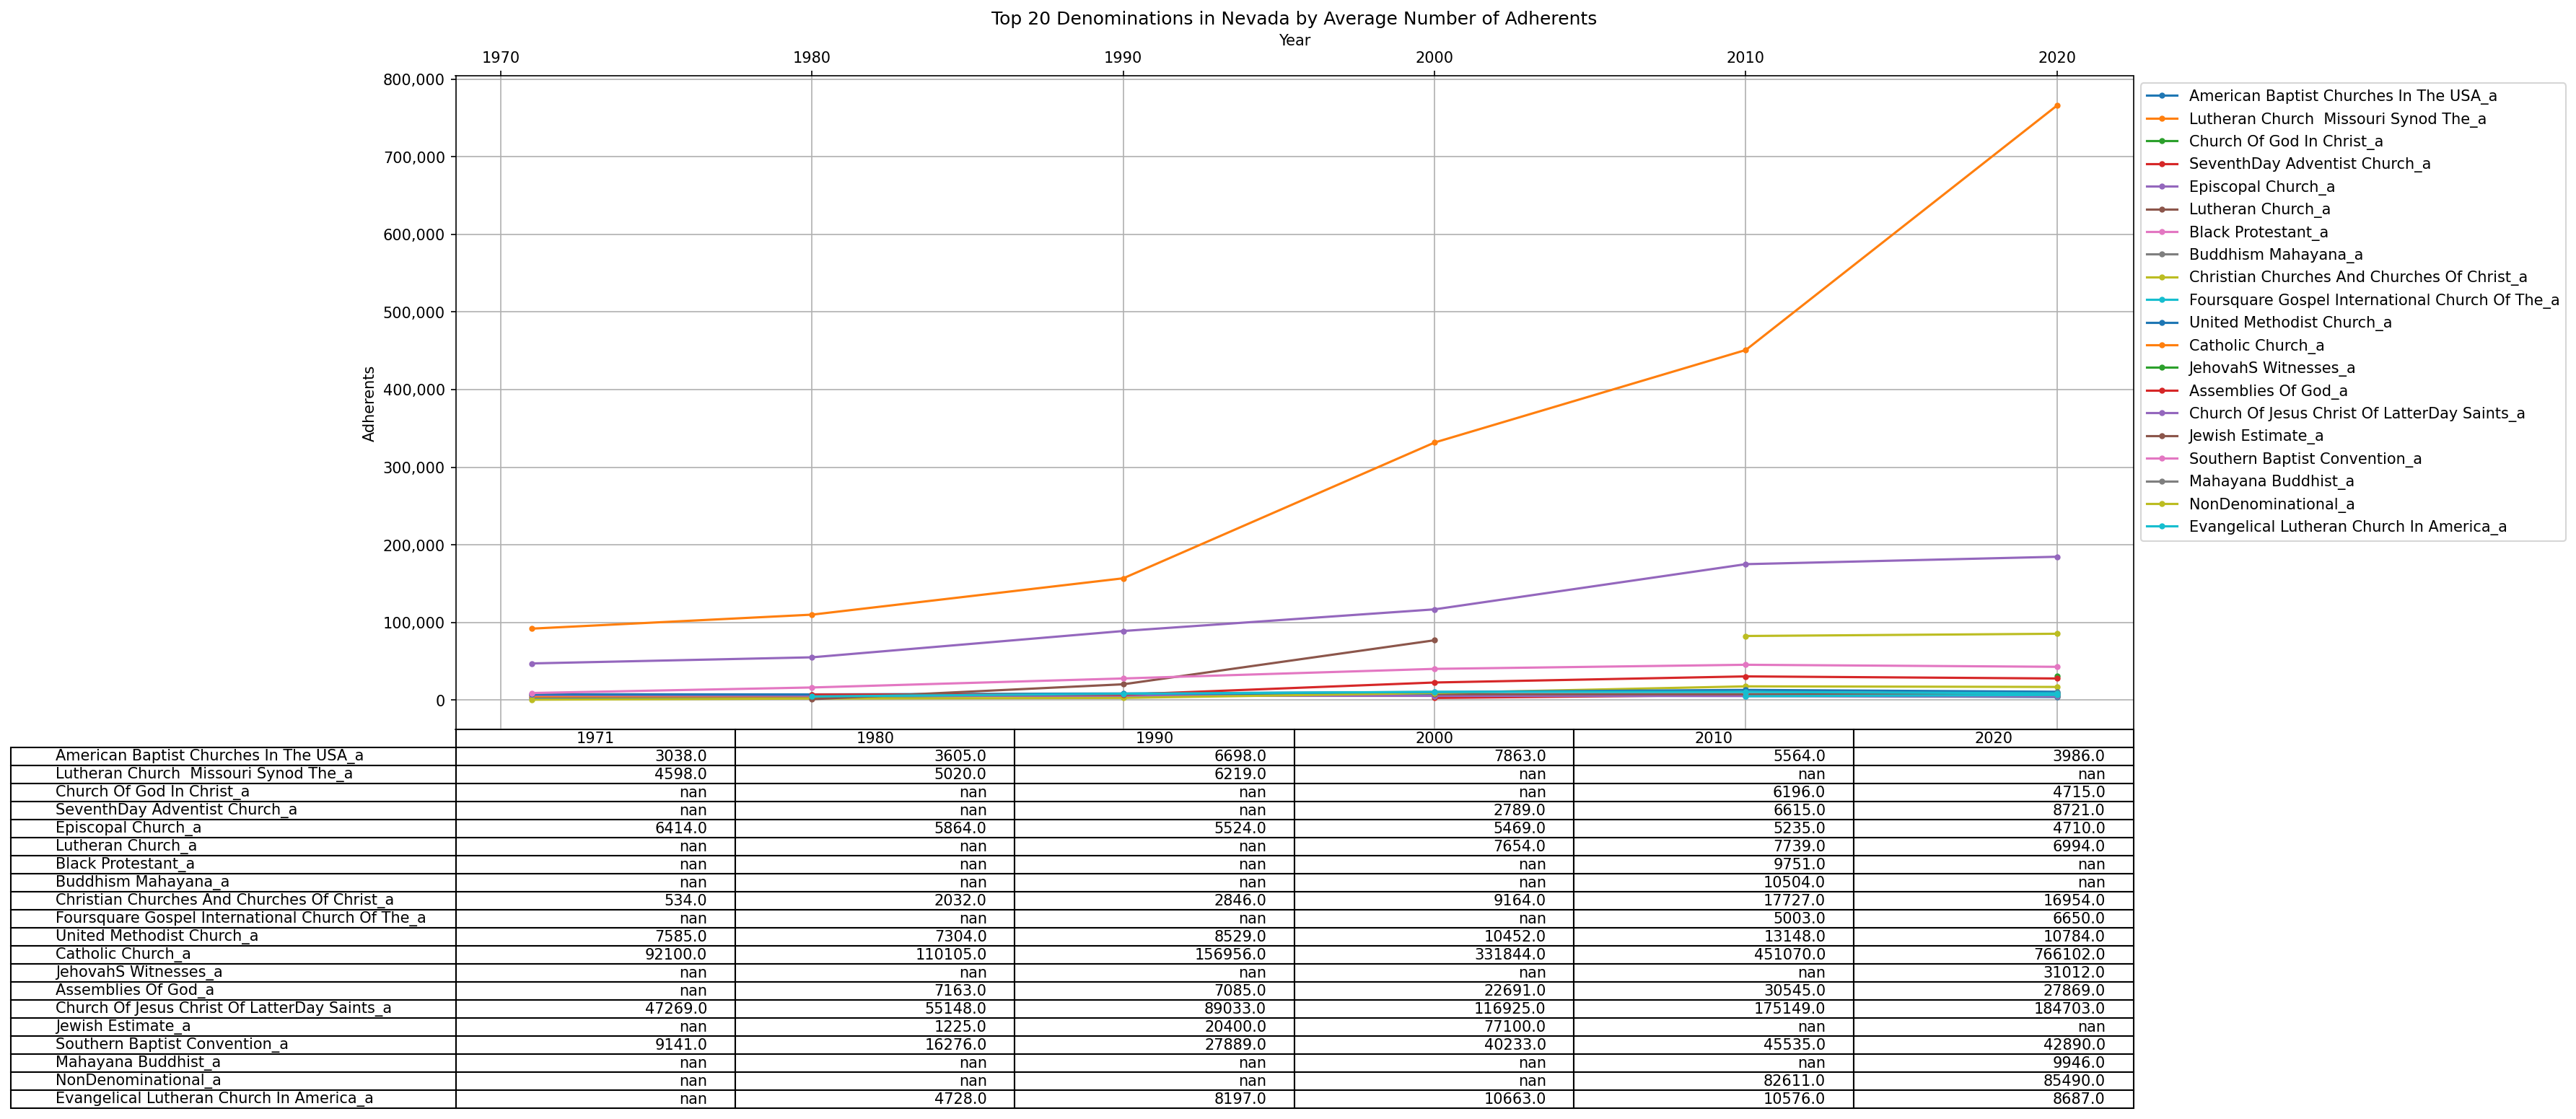 Top 20 Denominations in Nevada by Average Number of Adherents
Year
1970 1980 1990 2000 2010 2020
800,000
700,000
600,000
500,000
400,000
300,000
200,000
100,000
0
Adherents
American Baptist Churches In The USA_a
Lutheran Church  Missouri Synod The_a
Church Of God In Christ_a
SeventhDay Adventist Church_a
Episcopal Church_a
Lutheran Church_a
Black Protestant_a
Buddhism Mahayana_a
Christian Churches And Churches Of Christ_a
Foursquare Gospel International Church Of The_a
United Methodist Church_a
Catholic Church_a
JehovahS Witnesses_a
Assemblies Of God_a
Church Of Jesus Christ Of LatterDay Saints_a
Jewish Estimate_a
Southern Baptist Convention_a
Mahayana Buddhist_a
NonDenominational_a
Evangelical Lutheran Church In America_a
1971 1980 1990 2000 2010 2020
American Baptist Churches In The USA_a 3038.0 3605.0 6698.0 7863.0 5564.0 3986.0
Lutheran Church  Missouri Synod The_a 4598.0 5020.0 6219.0 nan nan nan
Church Of God In Christ_a nan nan nan nan 6196.0 4715.0
SeventhDay Adventist Church_a nan nan nan 2789.0 6615.0 8721.0
Episcopal Church_a 6414.0 5864.0 5524.0 5469.0 5235.0 4710.0
Lutheran Church_a nan nan nan 7654.0 7739.0 6994.0
Black Protestant_a nan nan nan nan 9751.0 nan
Buddhism Mahayana_a nan nan nan nan 10504.0 nan
Christian Churches And Churches Of Christ_a 534.0 2032.0 2846.0 9164.0 17727.0 16954.0
Foursquare Gospel International Church Of The_a nan nan nan nan 5003.0 6650.0
United Methodist Church_a 7585.0 7304.0 8529.0 10452.0 13148.0 10784.0
Catholic Church_a 92100.0 110105.0 156956.0 331844.0 451070.0 766102.0
JehovahS Witnesses_a nan nan nan nan nan 31012.0
Assemblies Of God_a nan 7163.0 7085.0 22691.0 30545.0 27869.0
Church Of Jesus Christ Of LatterDay Saints_a 47269.0 55148.0 89033.0 116925.0 175149.0 184703.0
Jewish Estimate_a nan 1225.0 20400.0 77100.0 nan nan
Southern Baptist Convention_a 9141.0 16276.0 27889.0 40233.0 45535.0 42890.0
Mahayana Buddhist_a nan nan nan nan nan 9946.0
NonDenominational_a nan nan nan nan 82611.0 85490.0
Evangelical Lutheran Church In America_a nan 4728.0 8197.0 10663.0 10576.0 8687.0